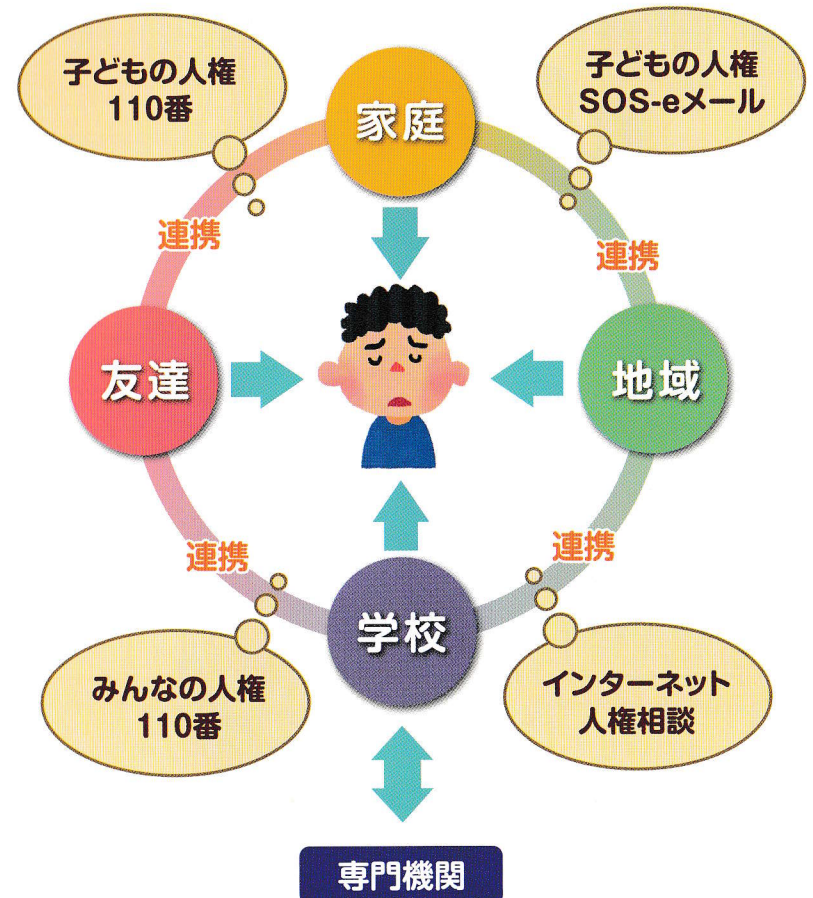 子どもの人権
110番
子どもの人権
SOS-eメール
家庭
連携
連携
友達
地域
連携
連携
学校
みんなの人権
110番
インターネット
人権相談
専門機関